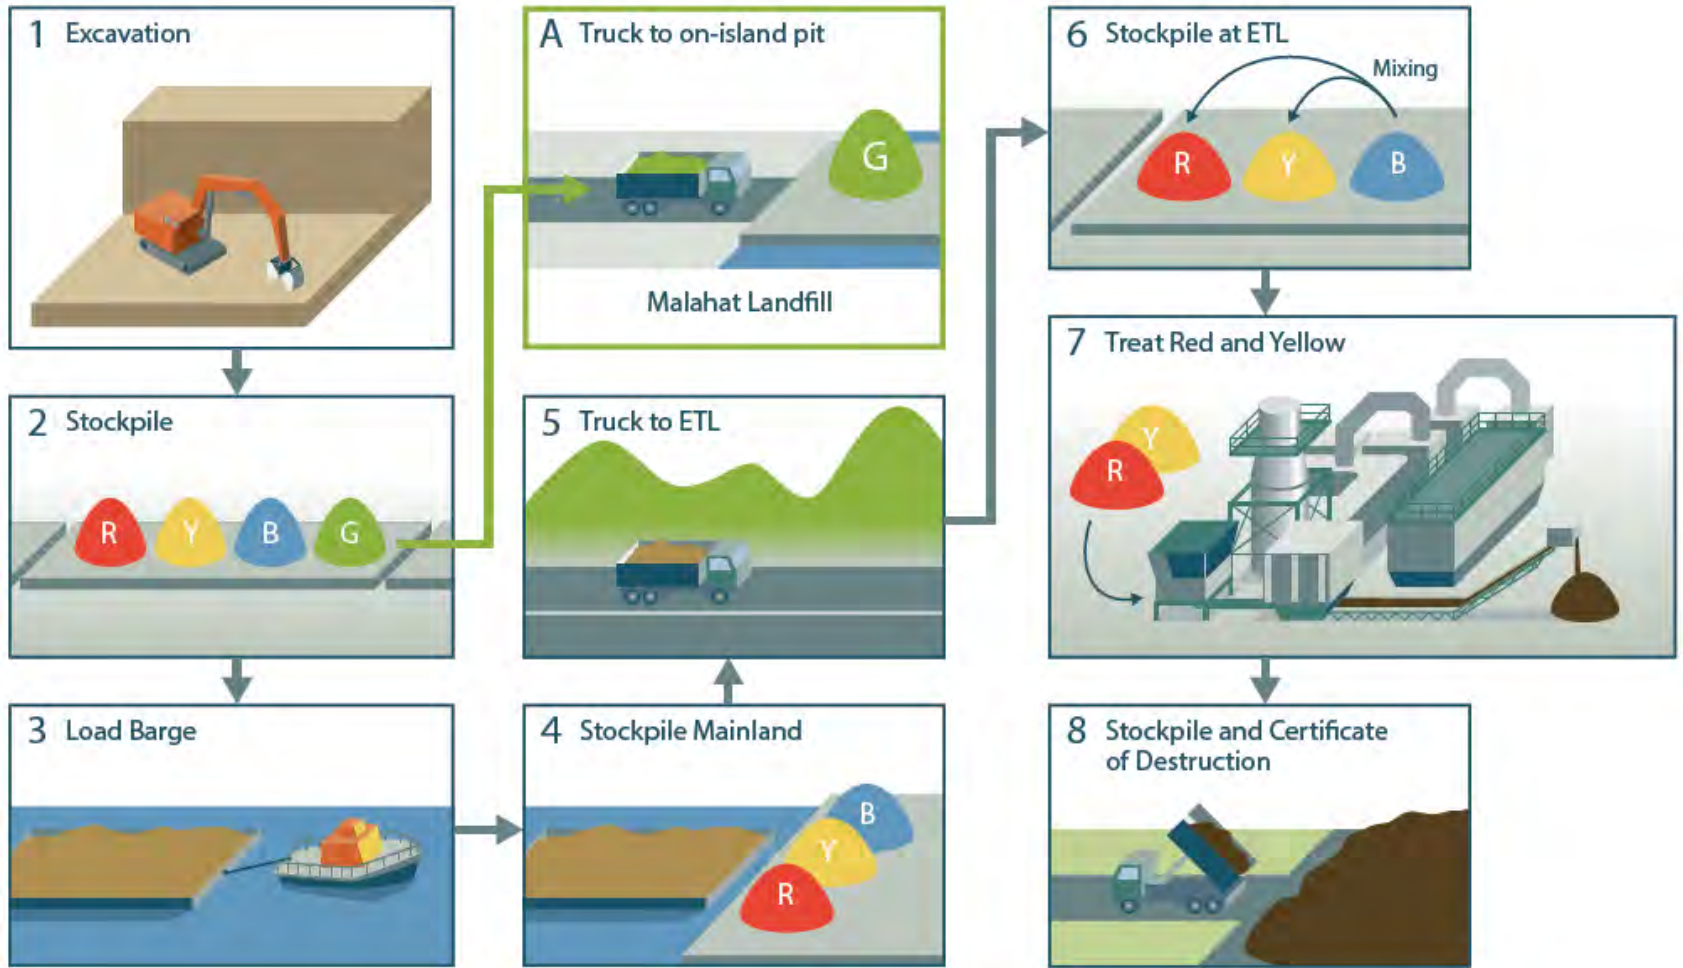 1 Excavation
2 Stockpile
R Y B G
3 Load Barge
A Truck to on-island pit
G
Malahat Landfill
5 Truck to ETL
4 Stockpile Mainland
B
Y
R
6 Stockpile at ETL
Mixing
R Y B
7 Treat Red and Yellow
Y
R
8 Stockpile and Certificate
of Destruction